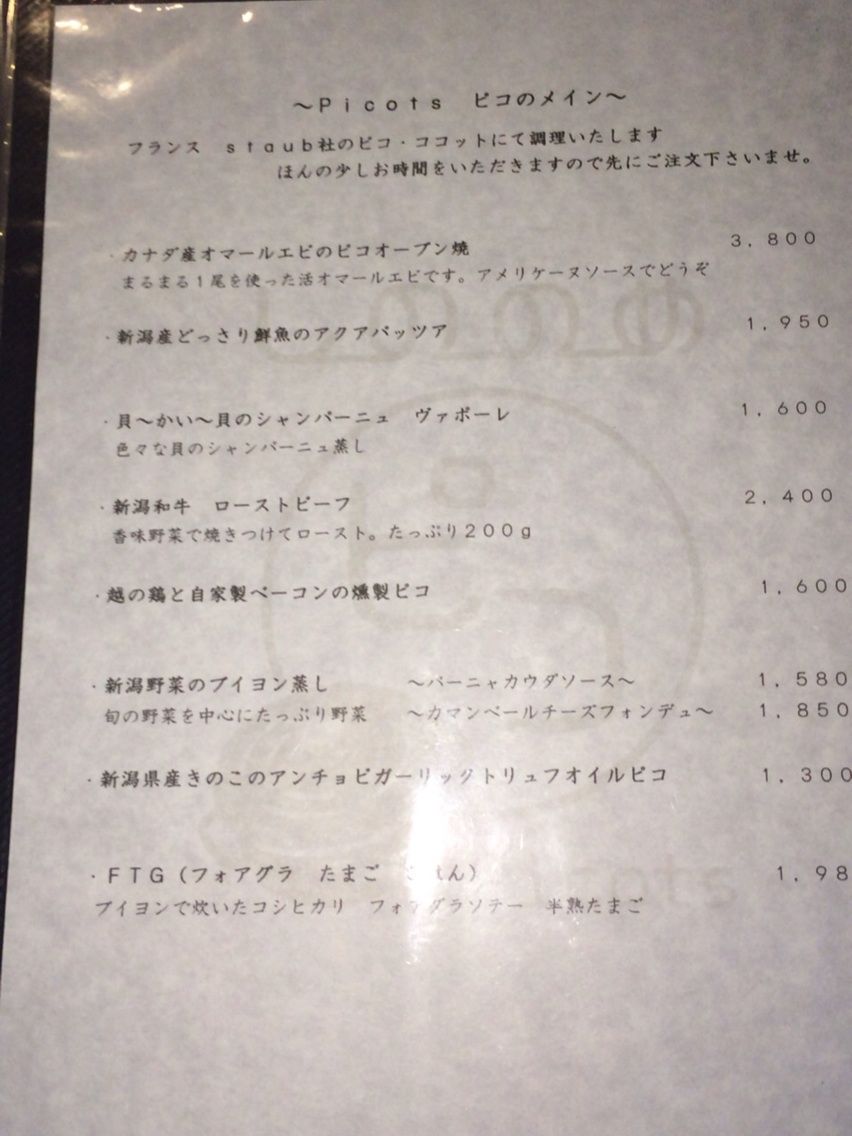 ～Ｐｉｃｏｔｓ　ピコのメイン～
フランス　ｓｔａｕｂ社のピコ・ココットにて調理いたします
ほんの少しお時間をいただきますので先にご注文下さいませ。
・カナダ産オマールエビのピコオーブン焼　３，８００
まるまる１尾を使った活オマールエビです。アメリケーヌソースでどうぞ
・新潟産どっさり鮮魚のアクアパッツア　１，９５０
・貝～かい～貝のシャンパーニュ　ヴァポーレ　１，６００
色々な貝のシャンパーニュ蒸し
・新潟和牛　ローストビーフ　２，４００
香味野菜で焼きつけてロースト。たっぷり２００ｇ
・越の鶏と自家製ベーコンの燻製ピコ　１，６００
・新潟野菜のブイヨン蒸し　～バーニャカウダソース～　１，５８０
旬の野菜を中心にたっぷり野菜　～カマンベールチーズフォンデュ～　１，８５０
・新潟県産きのこのアンチョビガーリックトリュフオイルピコ　１，３００
・ＦＴＧ（フォアグラ　たまご　ごはん）　１，９８
ブイヨンで炊いたコシヒカリ　フォアグラソテー　半熟たまご